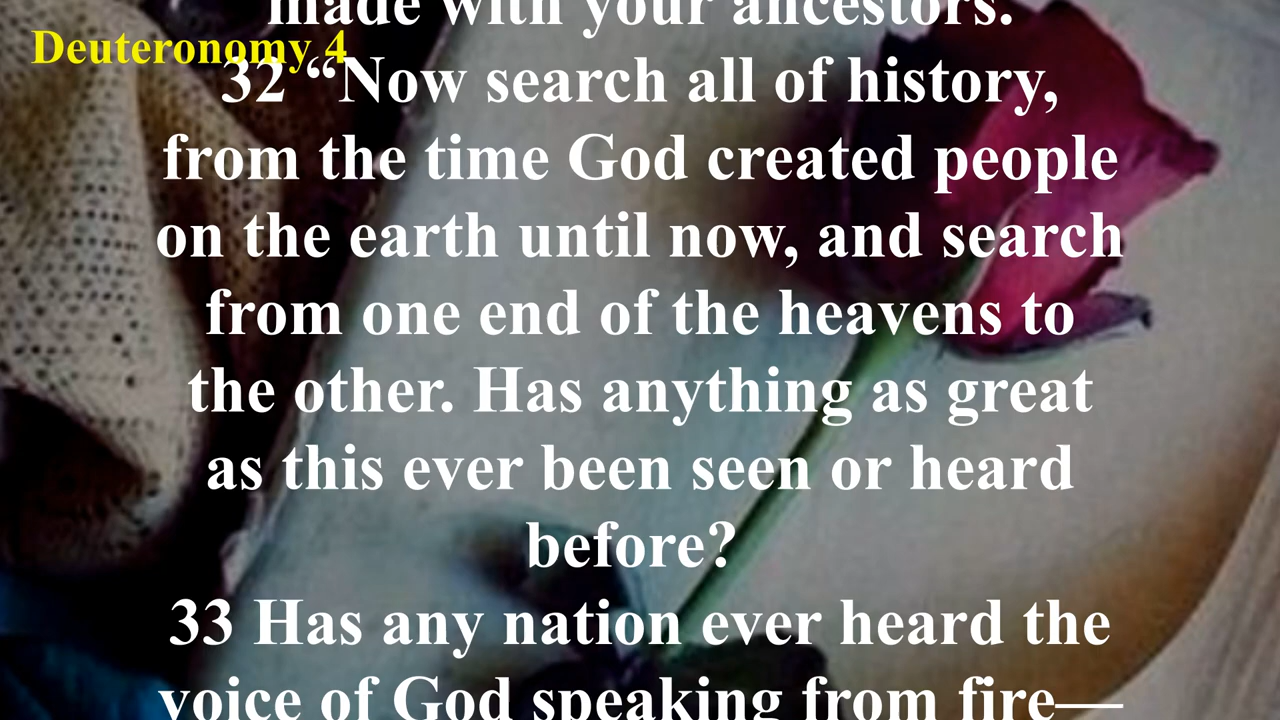 made with your ancestors.
Deuteronomy 4
32 “Now search all of history,
from the time God created people
on the earth until now, and search
from one end of the heavens to
the other. Has anything as great
as this ever been seen or heard
before?
33 Has any nation ever heard the
voice of God speaking from fire—